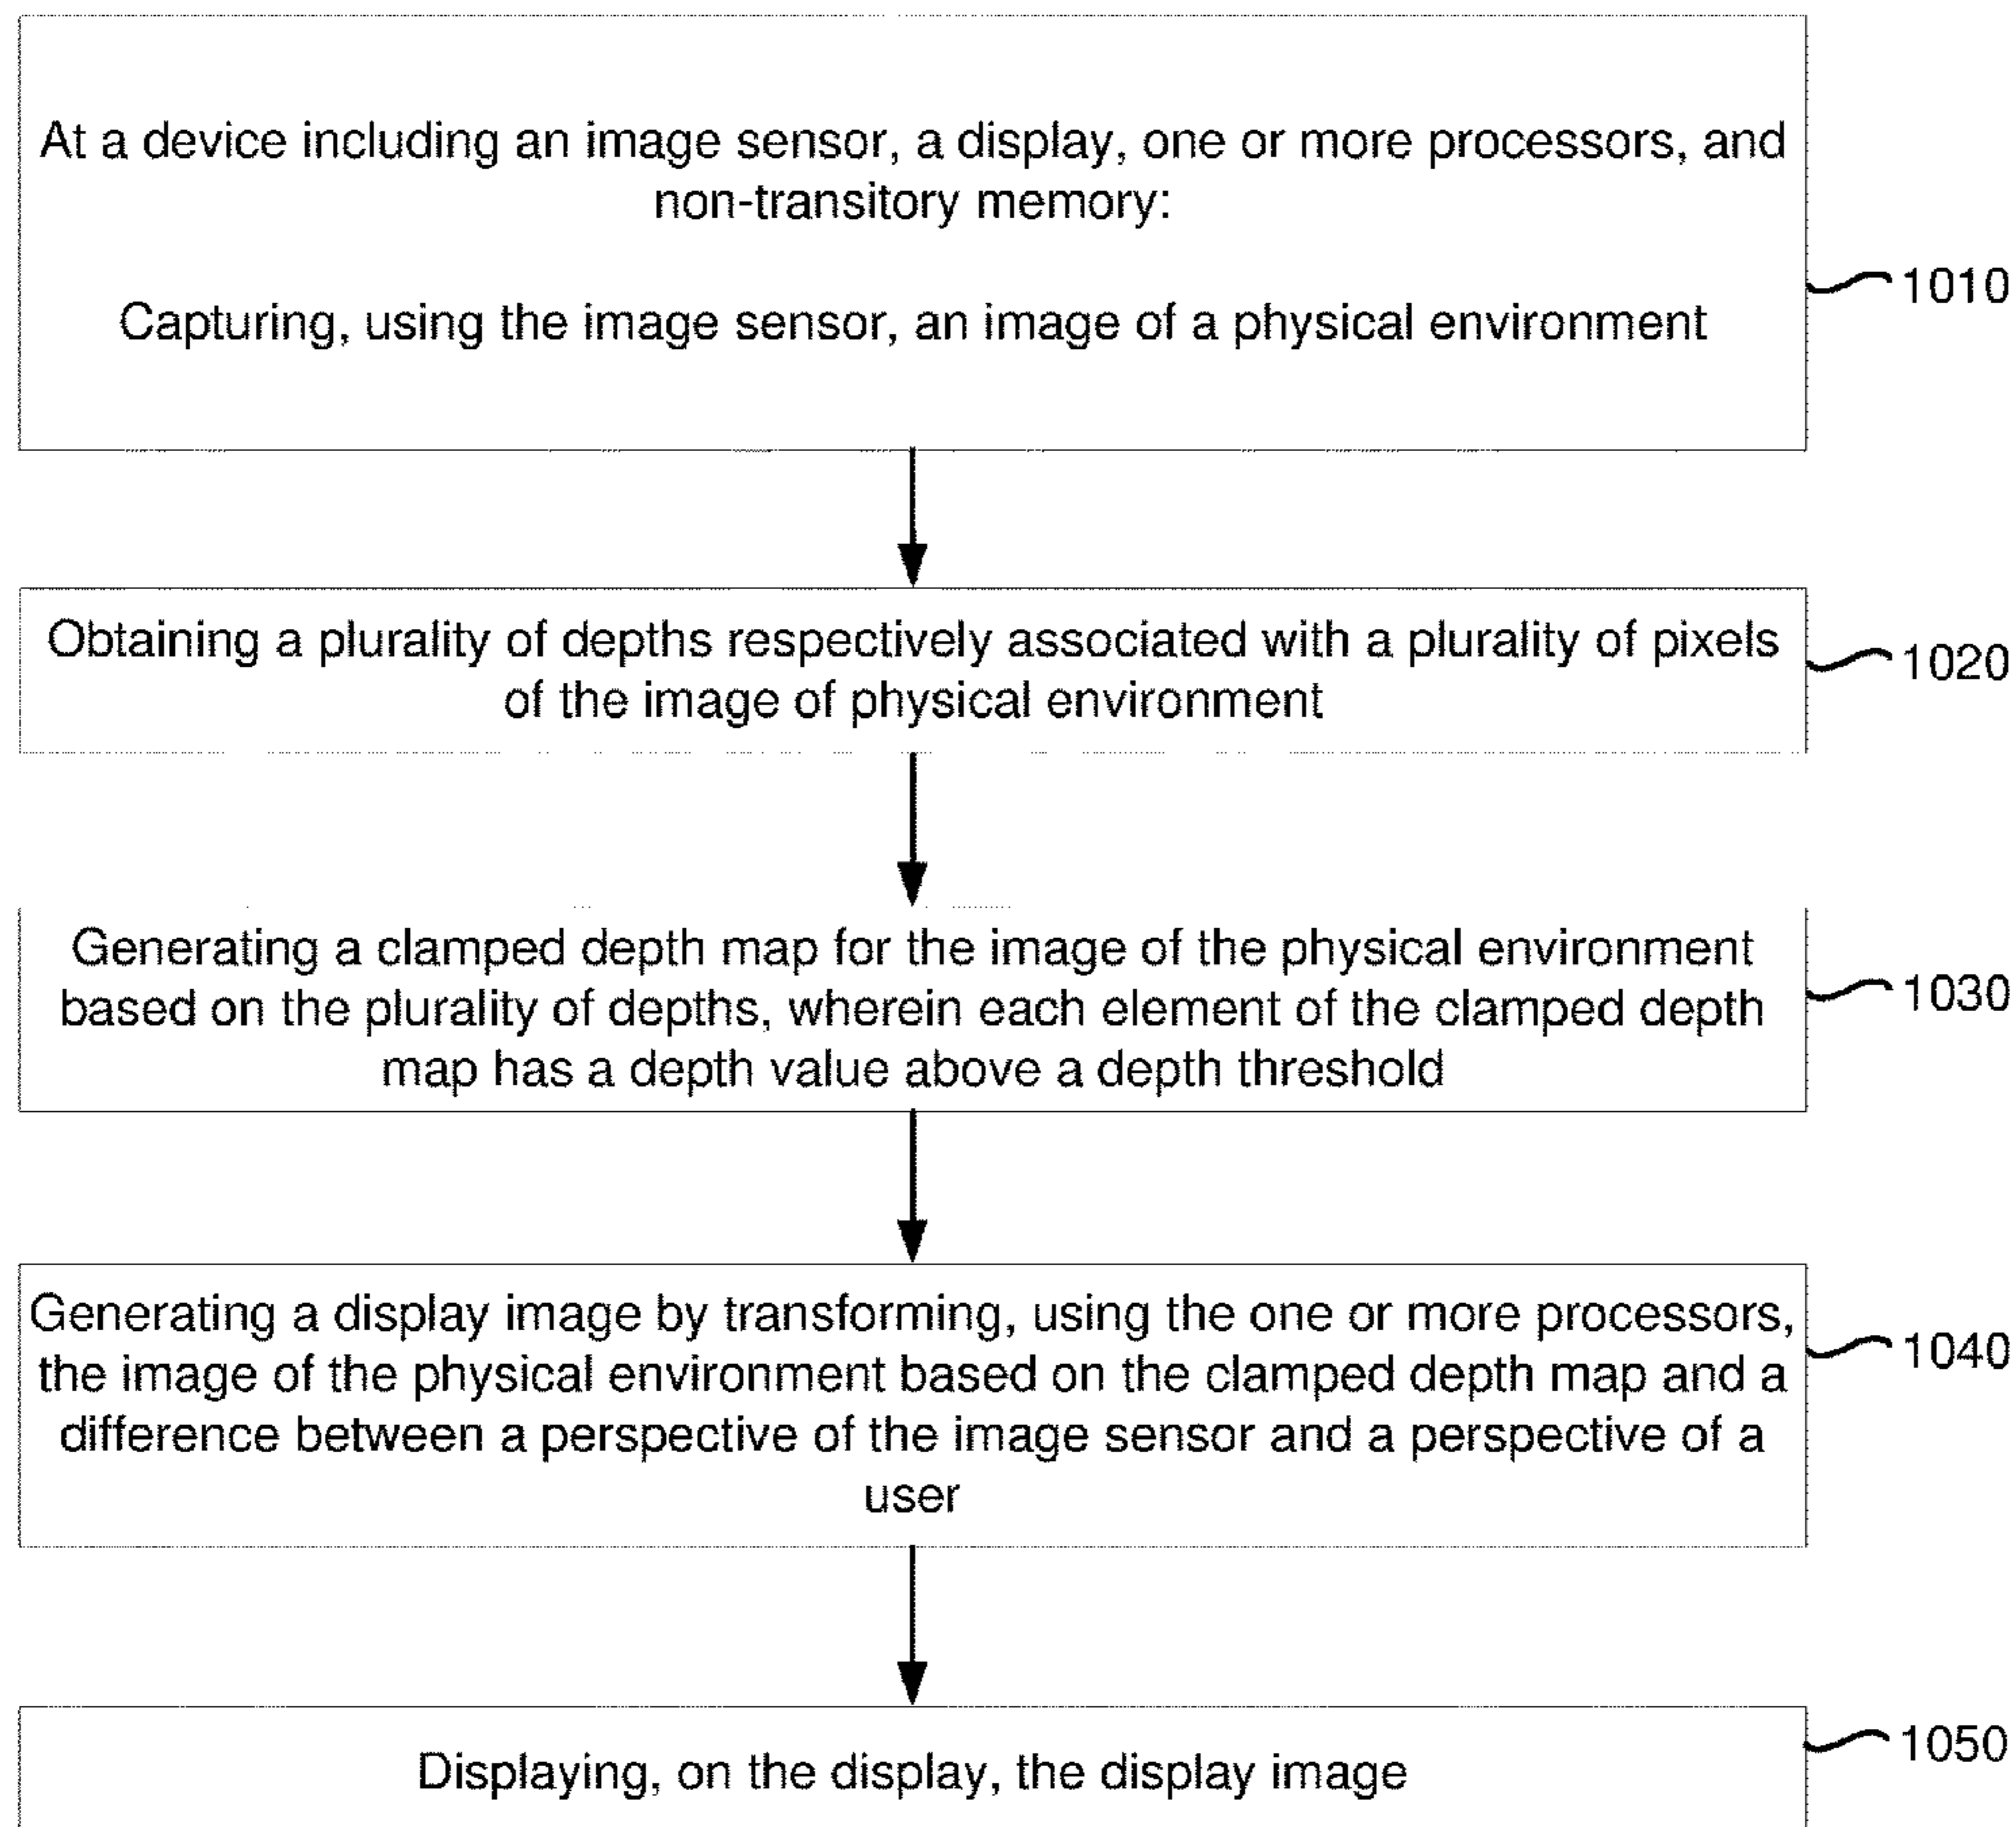 At a device including an image sensor, a display, one or more processors, and
non-transitory memory:
Capturing, using the image sensor, an image of a physical environment
1010
Obtaining a plurality of depths respectively associated with a plurality of pixels
of the image of physical environment
1020
Generating a clamped depth map for the image of the physical environment
based on the plurality of depths, wherein each element of the clamped depth
map has a depth value above a depth threshold
1030
Generating a display image by transforming, using the one or more processors,
the image of the physical environment based on the clamped depth map and a
difference between a perspective of the image sensor and a perspective of a
user
1040
Displaying, on the display, the display image
1050